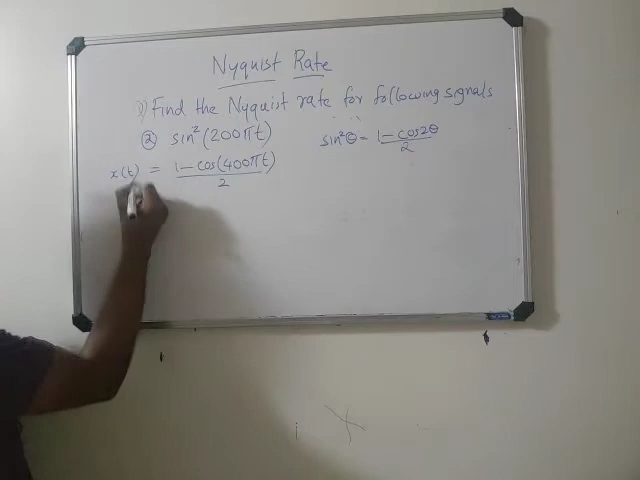 Nyquist Rate
1) Find the Nyquist rate for following signals
② sin²(200πt) sin²θ = 1 - cos2θ / 2
x(t) = 1 - cos(400πt) / 2